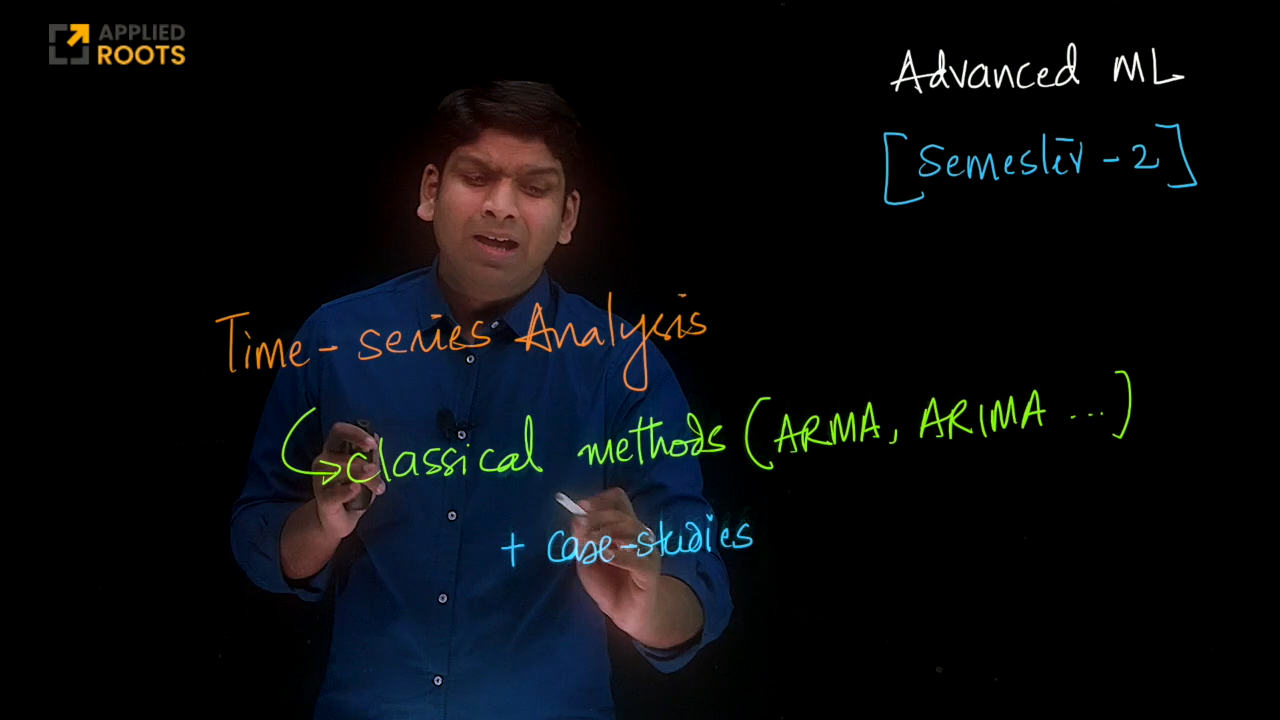 APPLIED
ROOTS
Advanced ML
[Semester - 2]
Time-series Analysis
classical methods (ARMA, ARIMA ...)
+ case-studies